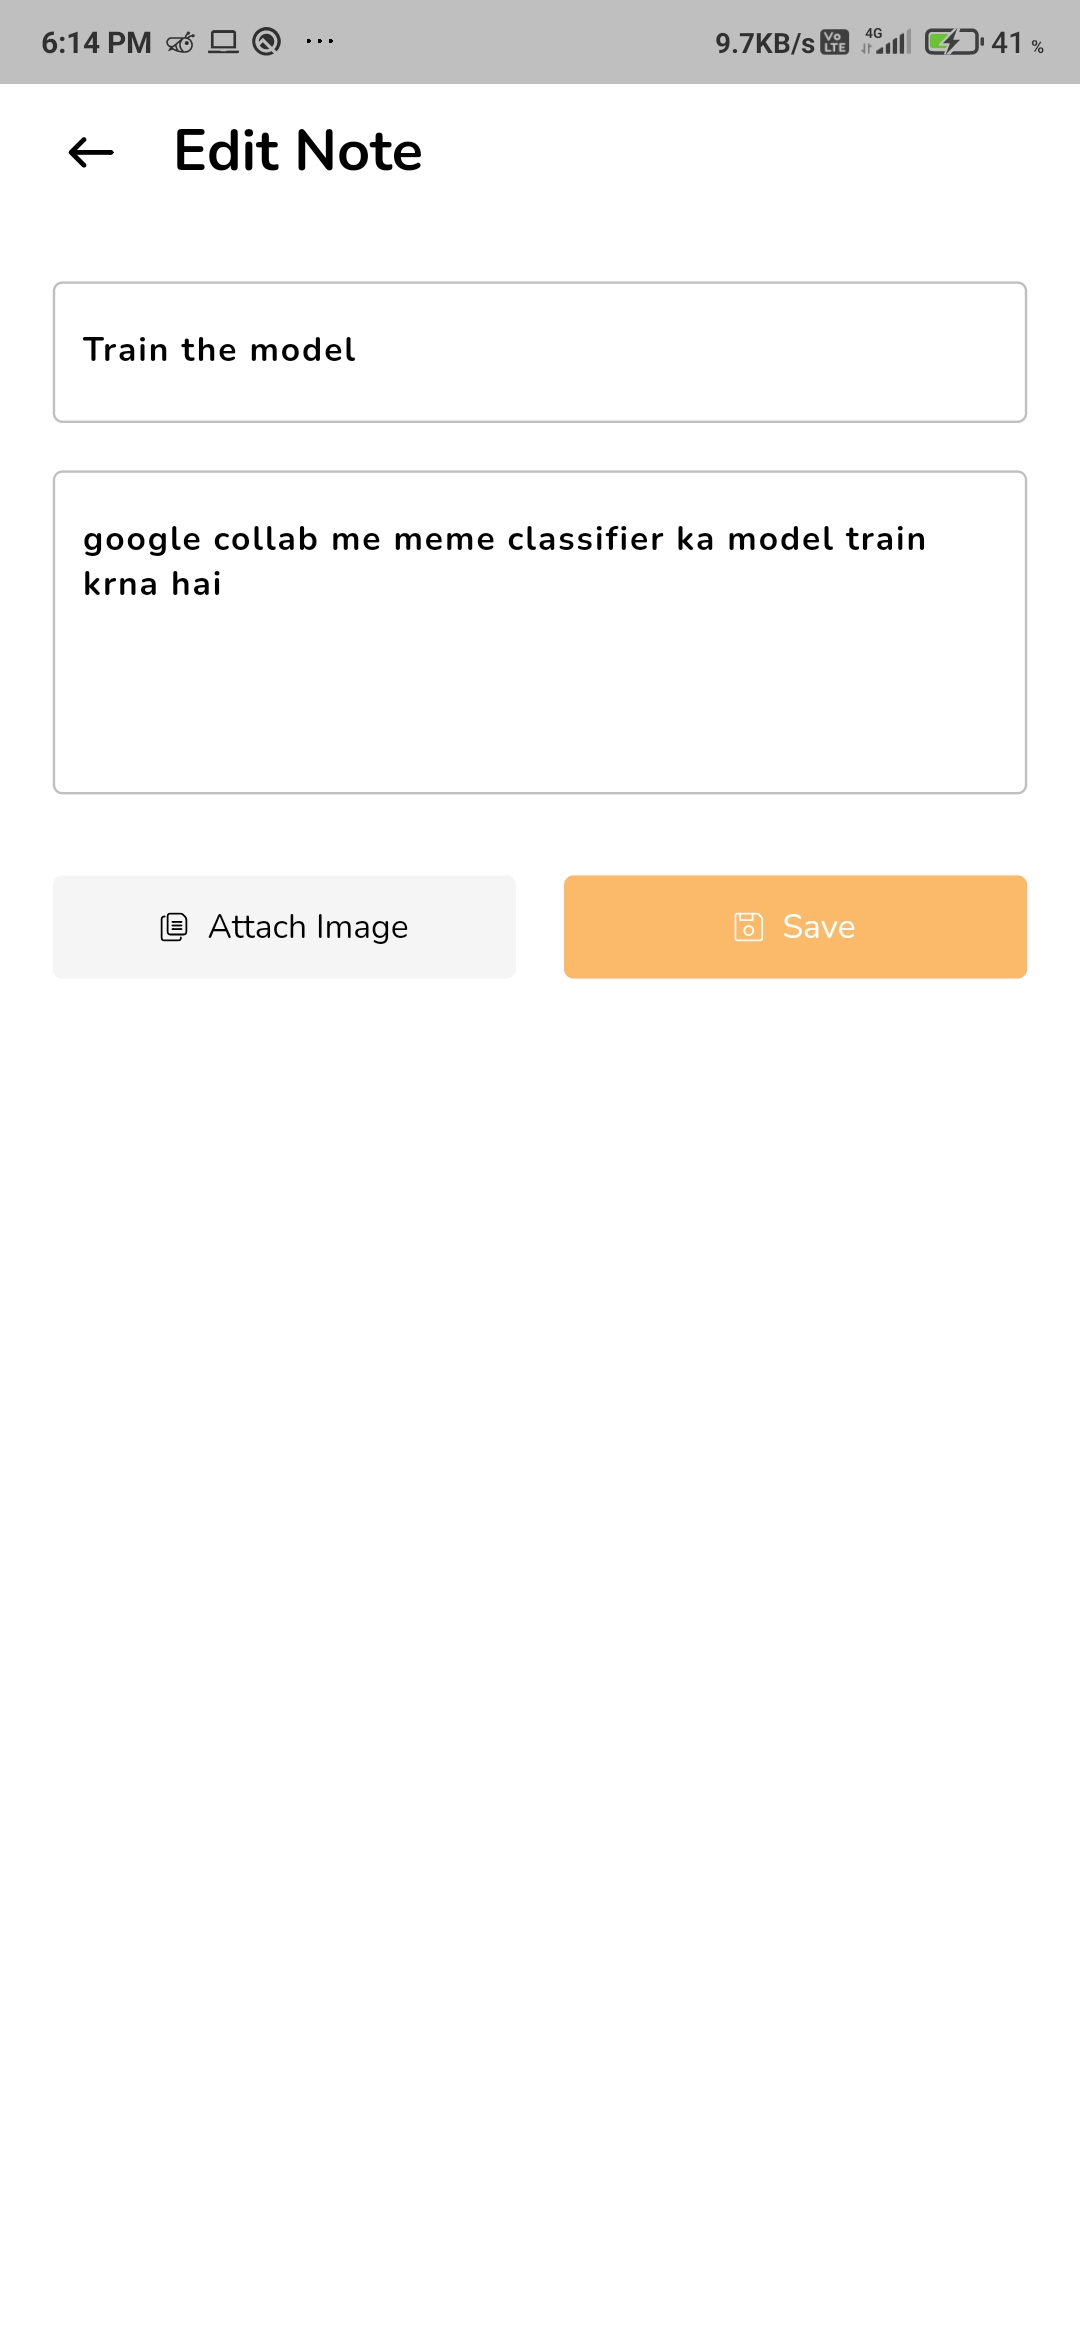 6:14 PM ... 9.7KB/s Vo LTE 4G 41 %
Edit Note
Train the model
google collab me meme classifier ka model train
krna hai
Attach Image
Save